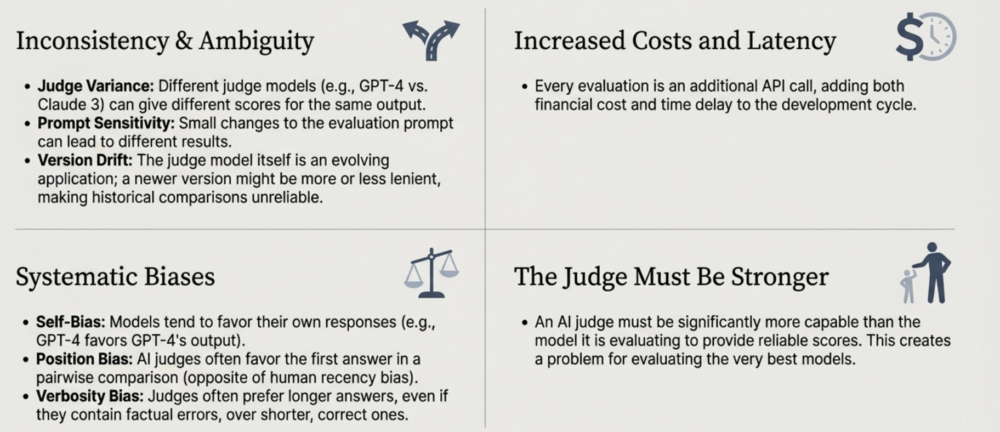 Inconsistency & Ambiguity
• Judge Variance: Different judge models (e.g., GPT-4 vs.
Claude 3) can give different scores for the same output.
• Prompt Sensitivity: Small changes to the evaluation prompt
can lead to different results.
• Version Drift: The judge model itself is an evolving
application; a newer version might be more or less lenient,
making historical comparisons unreliable.
Increased Costs and Latency
$
• Every evaluation is an additional API call, adding both
financial cost and time delay to the development cycle.
Systematic Biases
• Self-Bias: Models tend to favor their own responses (e.g.,
GPT-4 favors GPT-4's output).
• Position Bias: AI judges often favor the first answer in a
pairwise comparison (opposite of human recency bias).
• Verbosity Bias: Judges often prefer longer answers, even if
they contain factual errors, over shorter, correct ones.
The Judge Must Be Stronger
• An AI judge must be significantly more capable than the
model it is evaluating to provide reliable scores. This creates
a problem for evaluating the very best models.